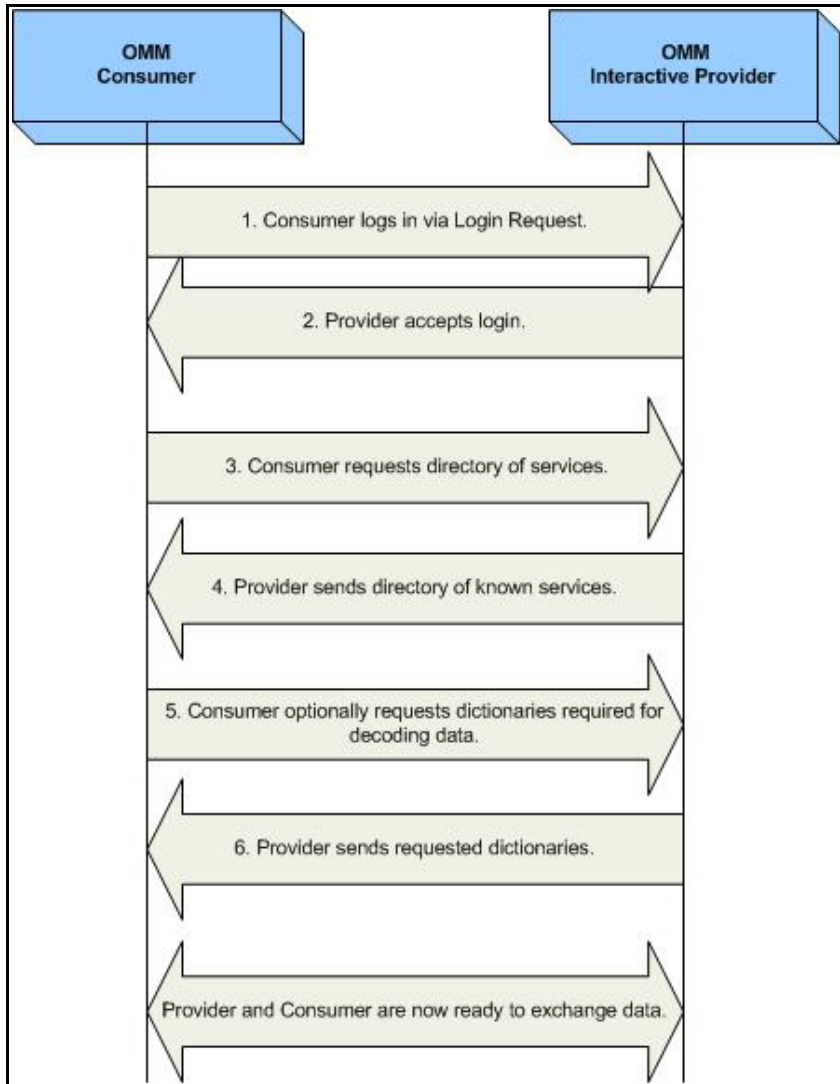 OMM
Consumer
OMM
Interactive Provider
1. Consumer logs in via Login Request.
2. Provider accepts login.
3. Consumer requests directory of services.
4. Provider sends directory of known services.
5. Consumer optionally requests dictionaries required for
decoding data.
6. Provider sends requested dictionaries.
Provider and Consumer are now ready to exchange data.